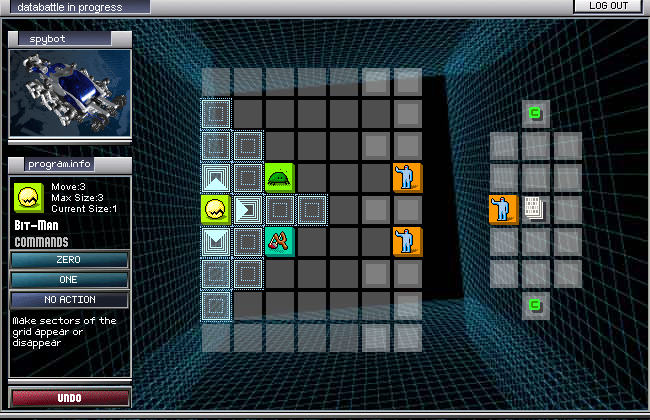 databattle in progress
LOG OUT
spybot
program.info
Move:3
Max Size:3
Current Size:1
BIT-MAN
COMMANDS
ZERO
ONE
NO ACTION
Make sectors of the
grid appear or
disappear
UNDO